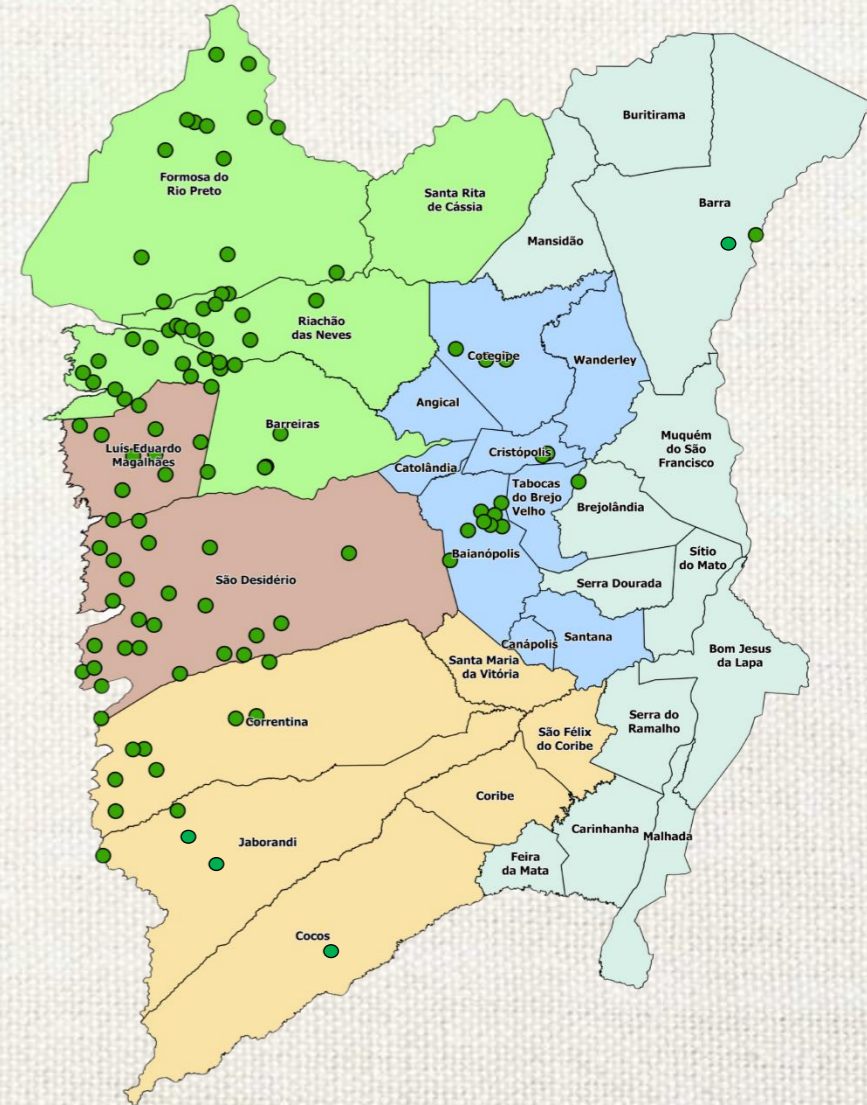 Buritirama
Formosa do
Rio Preto
Santa Rita
de Cássia
Barra
Mansidão
Riachão
das Neves
Cotegipe
Wanderley
Angical
Barreiras
Luís Eduardo
Magalhães
Muquém
do São
Francisco
Cristópolis
Catolândia
Tabocas
do Brejo
Velho
Brejolândia
Baianópolis
Sítio
do Mato
São Desidério
Serra Dourada
Canápolis
Santana
Bom Jesus
da Lapa
Santa Maria
da Vitória
Correntina
São Félix
do Coribe
Serra do
Ramalho
Coribe
Jaborandi
Carinhanha
Malhada
Feira
da Mata
Cocos